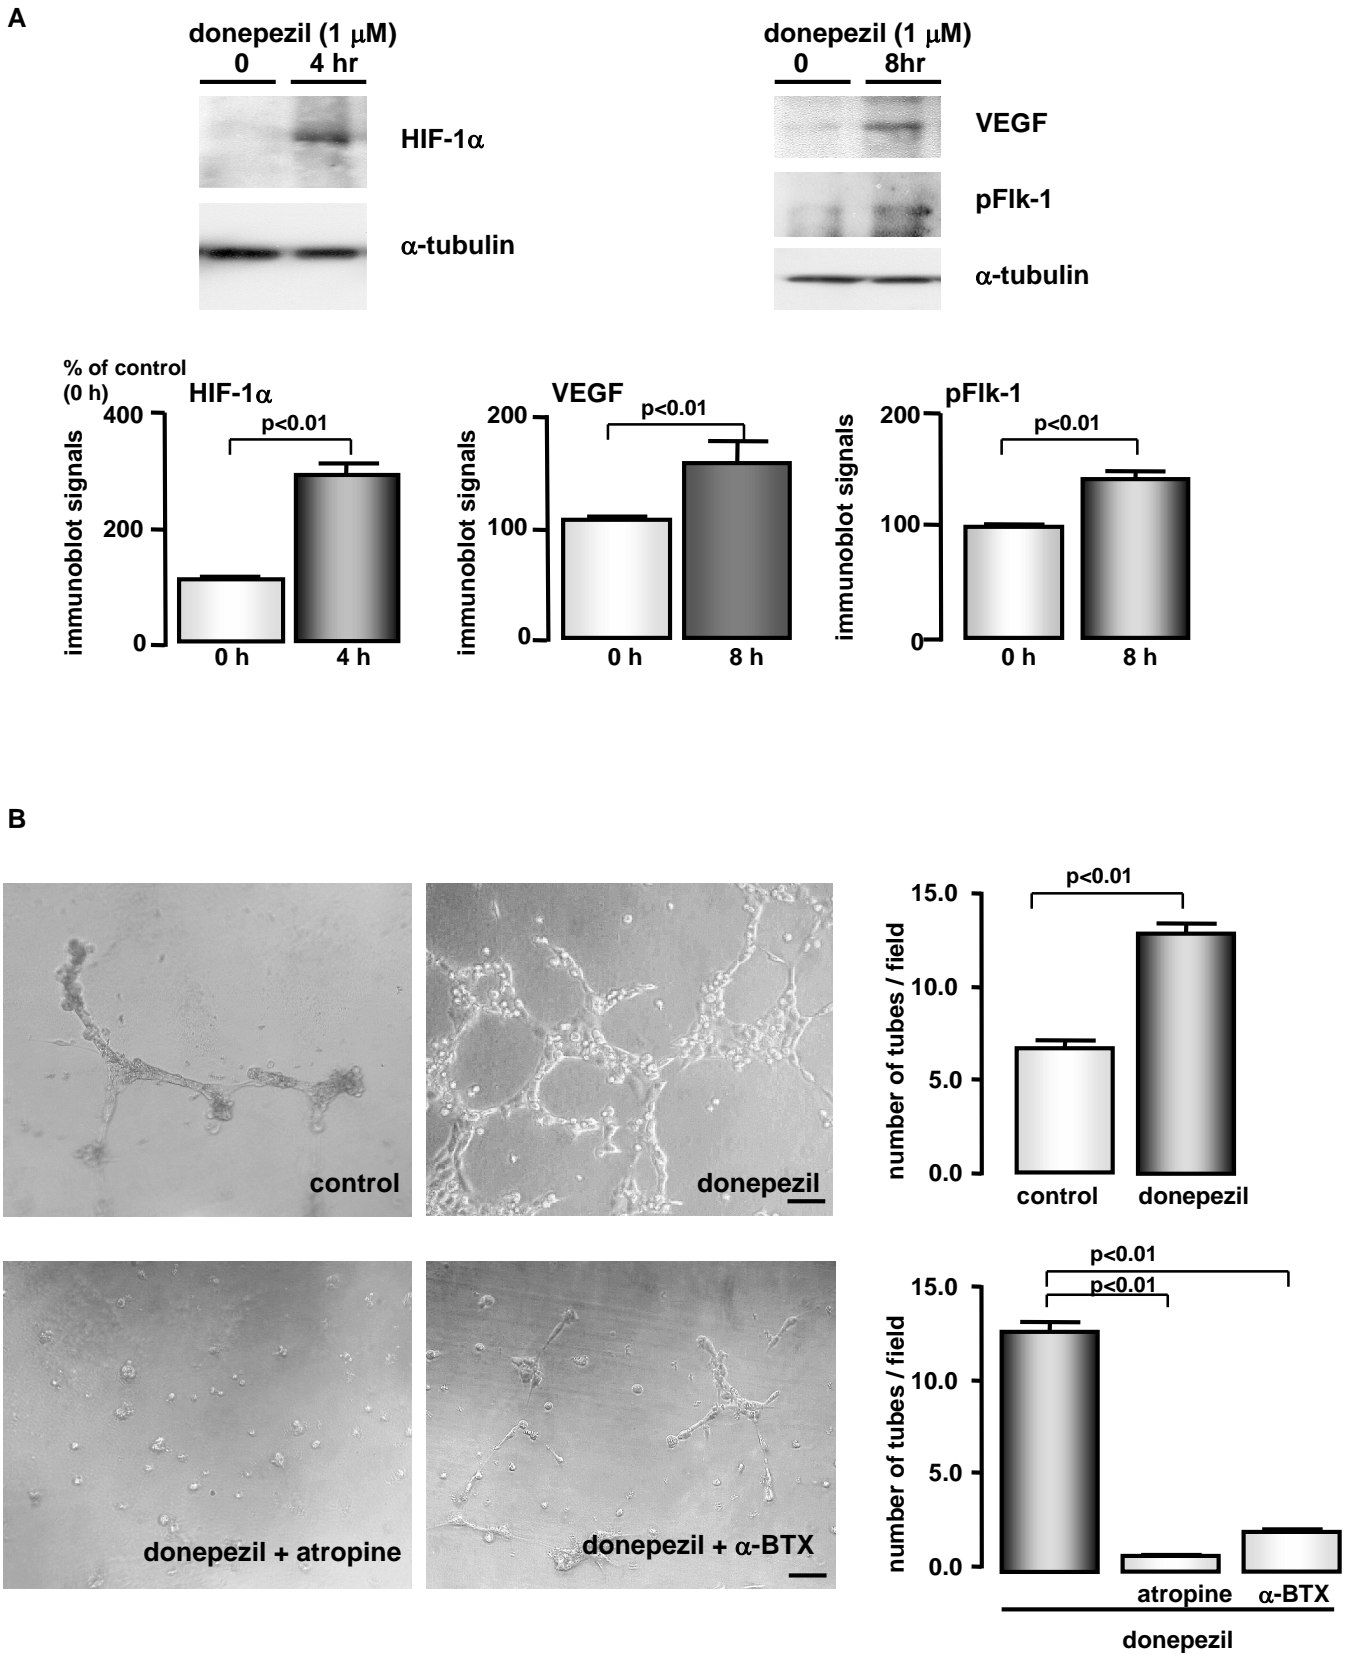 A
donepezil (1 μM)
0 4 hr
HIF-1α
α-tubulin
donepezil (1 μM)
0 8hr
VEGF
pFlk-1
α-tubulin
% of control
(0 h)
HIF-1α
immunoblot signals
400
200
0
p<0.01
0 h 4 h
VEGF
immunoblot signals
200
100
0
p<0.01
0 h 8 h
pFlk-1
immunoblot signals
200
100
0
p<0.01
0 h 8 h
B
control
donepezil
number of tubes / field
15.0
10.0
5.0
0.0
p<0.01
control donepezil
donepezil + atropine
donepezil + α-BTX
number of tubes / field
15.0
10.0
5.0
0.0
p<0.01
p<0.01
atropine α-BTX
donepezil